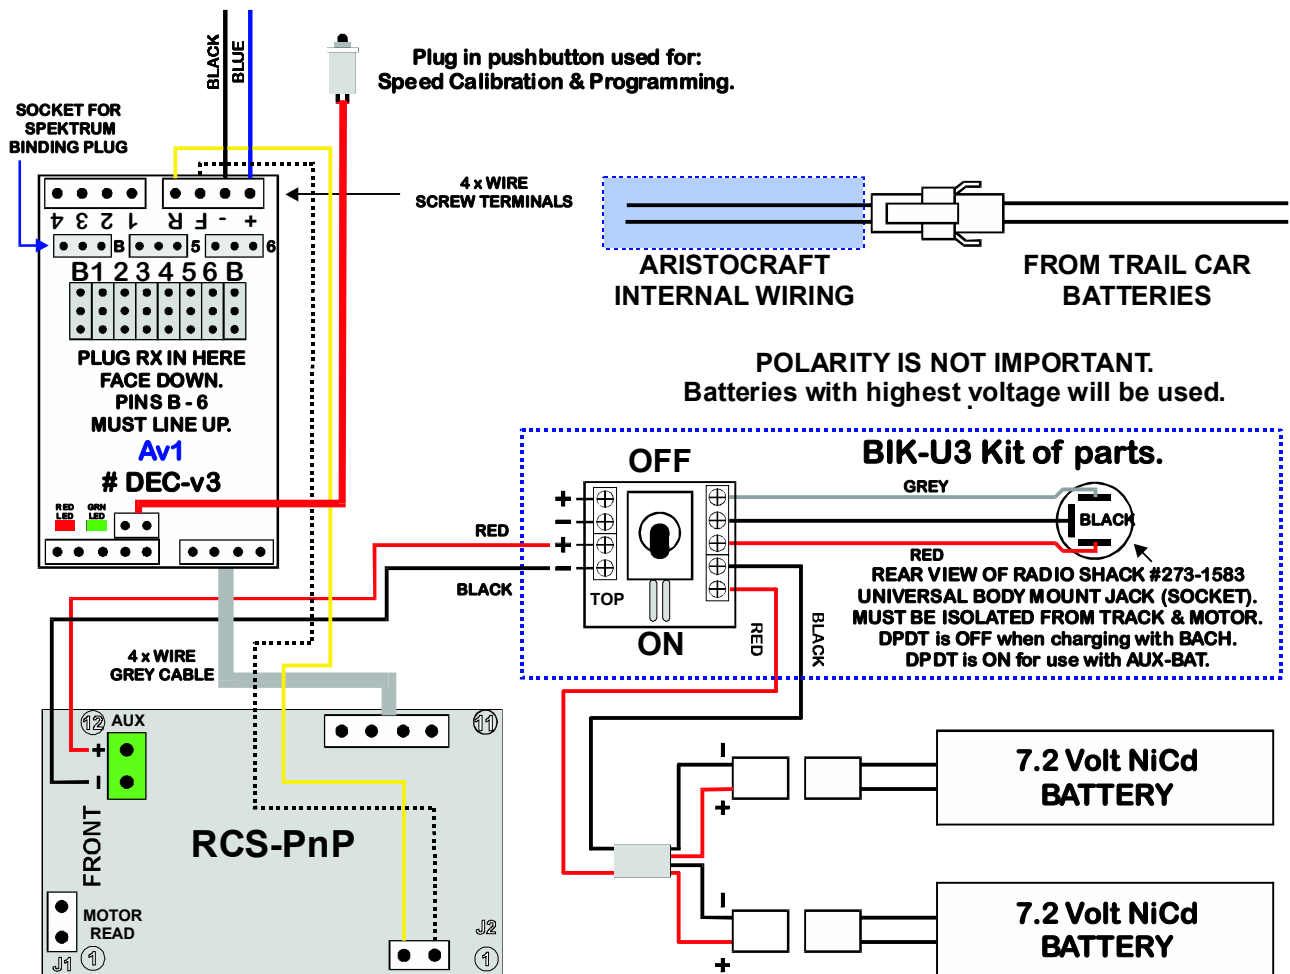 BLACK
BLUE
Plug in pushbutton used for:
Speed Calibration & Programming.
SOCKET FOR
SPEKTRUM
BINDING PLUG
4 x WIRE
SCREW TERMINALS
4 3 2 1 R F - +
B 5 6
B 1 2 3 4 5 6 B
PLUG RX IN HERE
FACE DOWN.
PINS B - 6
MUST LINE UP.
Av1
# DEC-v3
RED
LED
GRN
LED
ARISTOCRAFT
INTERNAL WIRING
FROM TRAIL CAR
BATTERIES
POLARITY IS NOT IMPORTANT.
Batteries with highest voltage will be used.
BIK-U3 Kit of parts.
OFF
+
-
+
-
TOP
ON
RED
BLACK
GREY
BLACK
RED
REAR VIEW OF RADIO SHACK #273-1583
UNIVERSAL BODY MOUNT JACK (SOCKET).
MUST BE ISOLATED FROM TRACK & MOTOR.
DPDT is OFF when charging with BACH.
DPDT is ON for use with AUX-BAT.
RED
BLACK
4 x WIRE
GREY CABLE
12 AUX
11
+
-
FRONT
RCS-PnP
MOTOR
READ
J1 1
J2
1
-
+
7.2 Volt NiCd
BATTERY
-
+
7.2 Volt NiCd
BATTERY